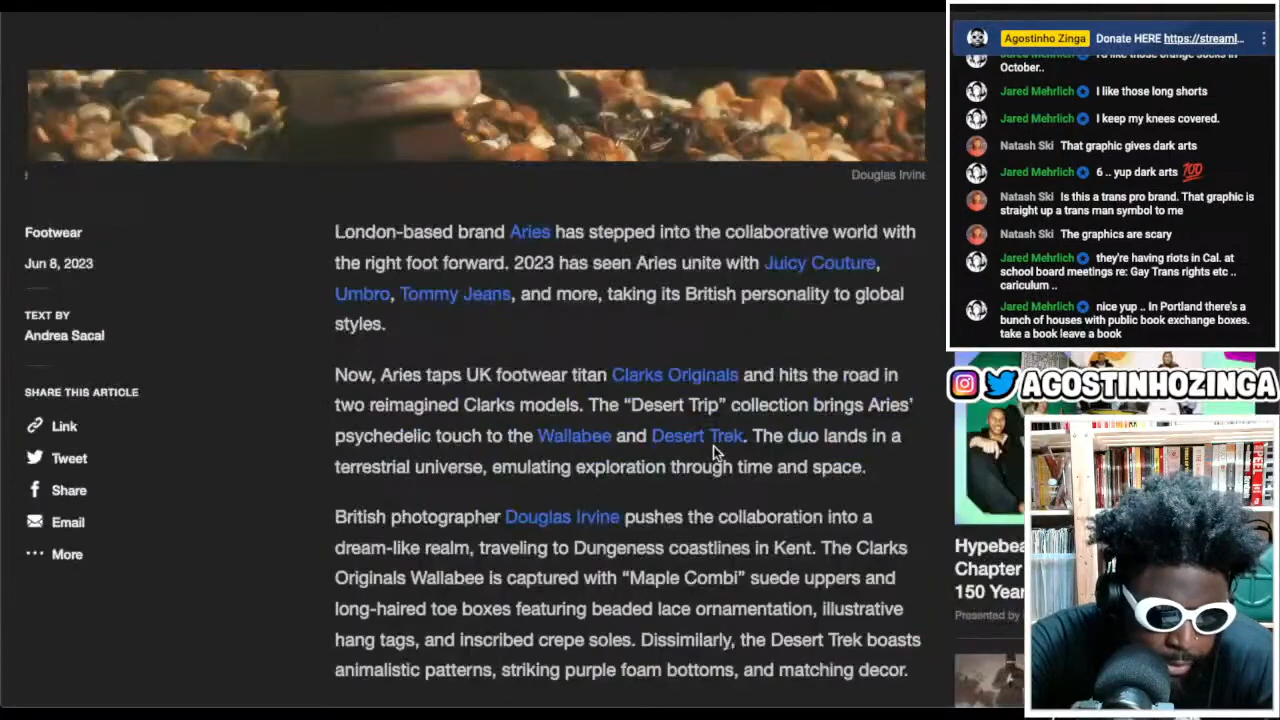 Douglas Irvine
Footwear
Jun 8, 2023
TEXT BY
Andrea Sacal
SHARE THIS ARTICLE
Link
Tweet
Share
Email
More
London-based brand Aries has stepped into the collaborative world with
the right foot forward. 2023 has seen Aries unite with Juicy Couture,
Umbro, Tommy Jeans, and more, taking its British personality to global
styles.
Now, Aries taps UK footwear titan Clarks Originals and hits the road in
two reimagined Clarks models. The “Desert Trip” collection brings Aries’
psychedelic touch to the Wallabee and Desert Trek. The duo lands in a
terrestrial universe, emulating exploration through time and space.
British photographer Douglas Irvine pushes the collaboration into a
dream-like realm, traveling to Dungeness coastlines in Kent. The Clarks
Originals Wallabee is captured with “Maple Combi” suede uppers and
long-haired toe boxes featuring beaded lace ornamentation, illustrative
hang tags, and inscribed crepe soles. Dissimilarly, the Desert Trek boasts
animalistic patterns, striking purple foam bottoms, and matching decor.
Agostinho Zinga Donate HERE https://streaml...
October..
Jared Mehrlich I like those long shorts
Jared Mehrlich I keep my knees covered.
Natash Ski That graphic gives dark arts
Jared Mehrlich 6 .. yup dark arts 💯
Natash Ski Is this a trans pro brand. That graphic is
straight up a trans man symbol to me
Natash Ski The graphics are scary
Jared Mehrlich they're having riots in Cal. at
school board meetings re: Gay Trans rights etc ..
cariculum ..
Jared Mehrlich nice yup .. In Portland there's a
bunch of houses with public book exchange boxes.
take a book leave a book
AGOSTINHOZINGA
Hypebea
Chapter
150 Year
Presented by